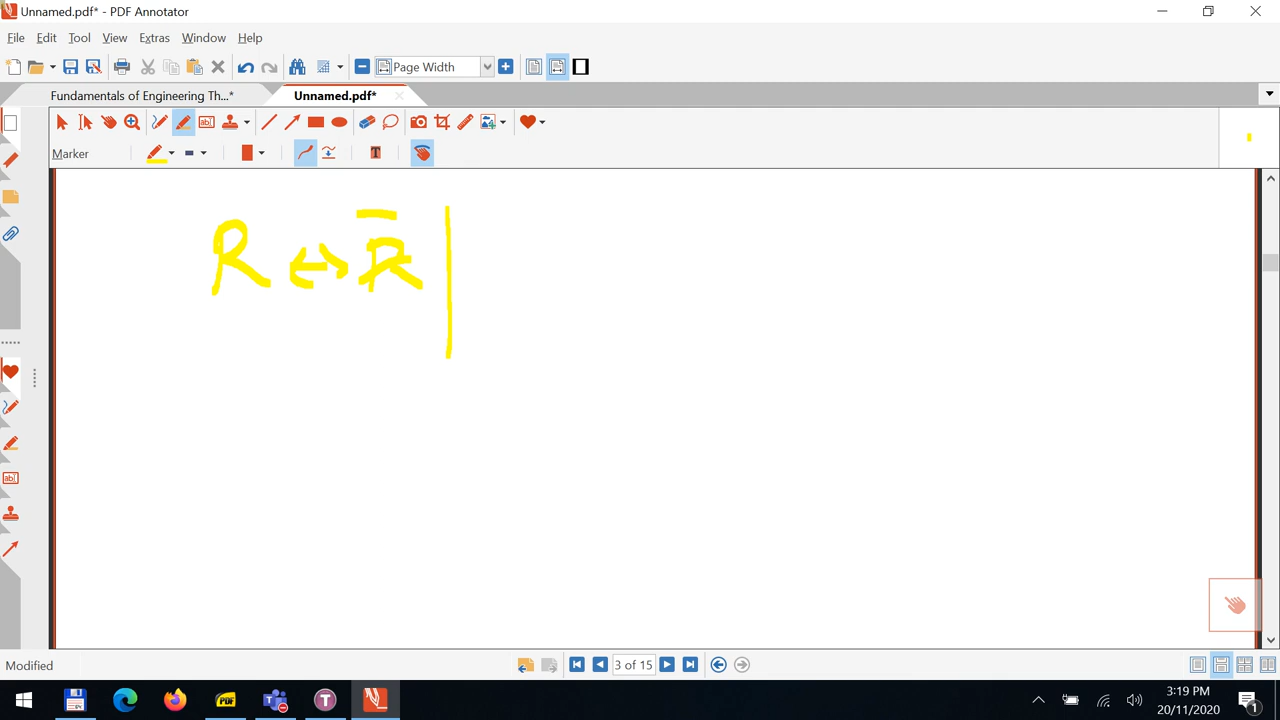 Unnamed.pdf* - PDF Annotator
File Edit Tool View Extras Window Help
Page Width
Fundamentals of Engineering Th...* Unnamed.pdf*
Marker
R ↔ R̅ |
Modified
3 of 15
3:19 PM
20/11/2020